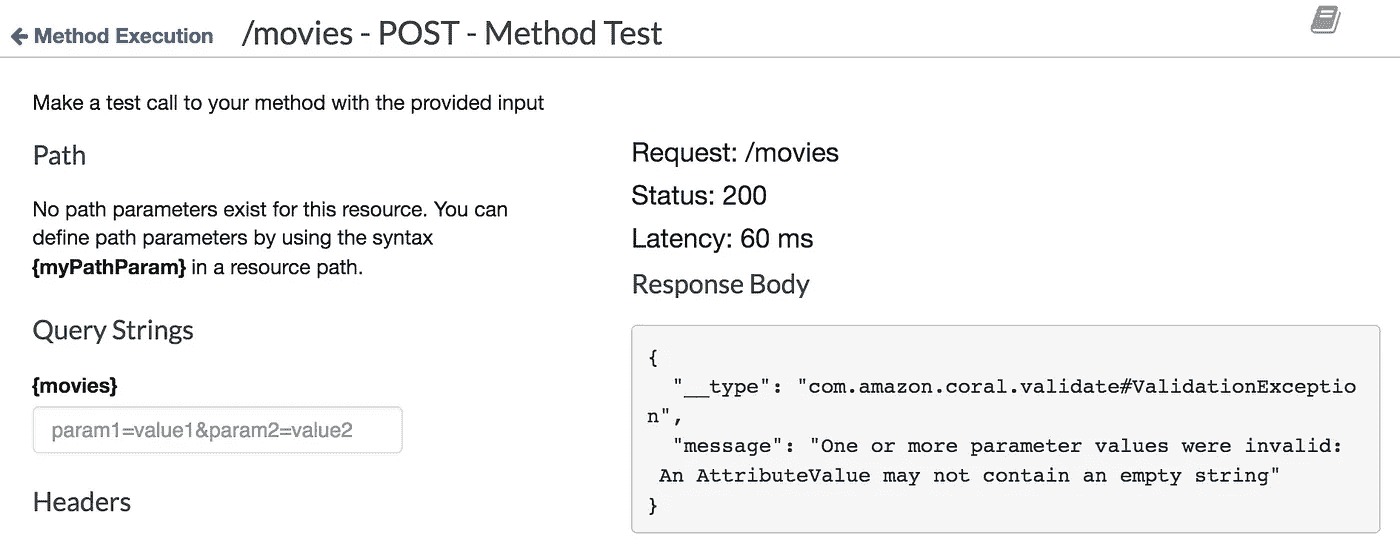 Method Execution /movies - POST - Method Test
Make a test call to your method with the provided input
Path
No path parameters exist for this resource. You can
define path parameters by using the syntax
{myPathParam} in a resource path.
Query Strings
{movies}
param1=value1&param2=value2
Headers
Request: /movies
Status: 200
Latency: 60 ms
Response Body
{
"__type": "com.amazon.coral.validate#ValidationExceptio
n",
"message": "One or more parameter values were invalid:
An AttributeValue may not contain an empty string"
}